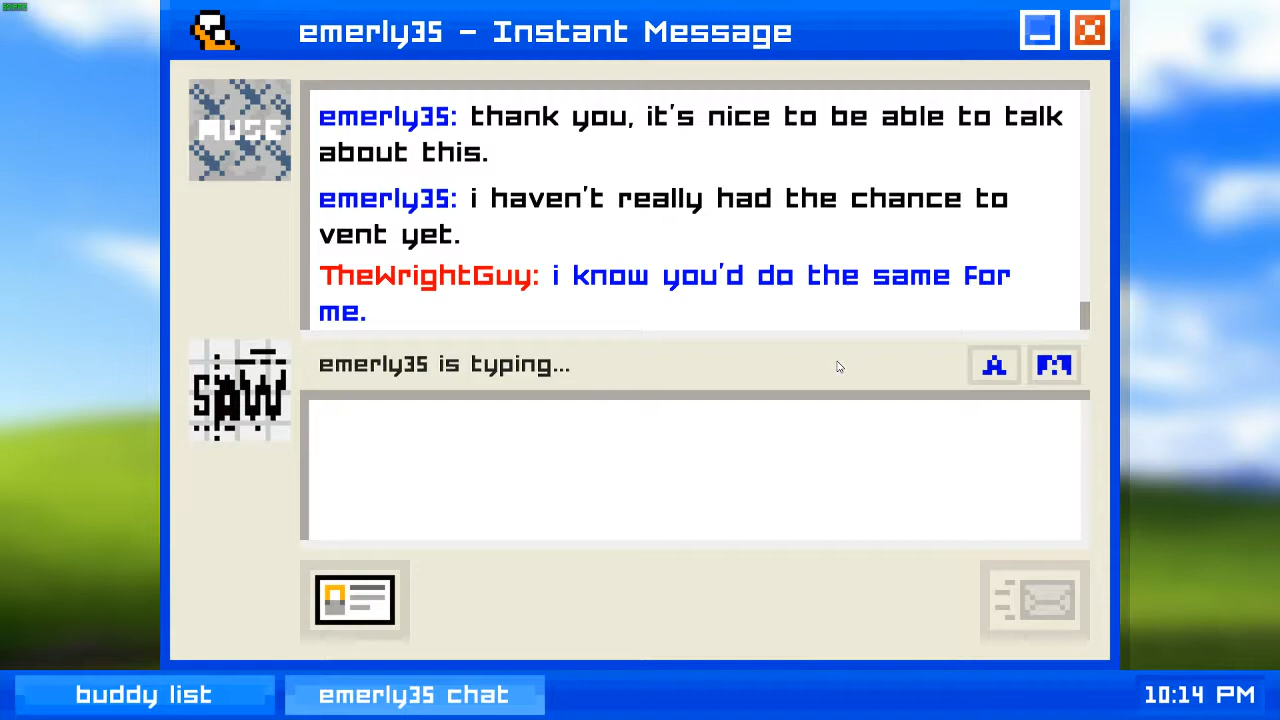 emerly35 - Instant Message
MUSE
emerly35: thank you, it's nice to be able to talk
about this.
emerly35: i haven't really had the chance to
vent yet.
TheWrightGuy: i know you'd do the same for
me.
emerly35 is typing...
A
SAW
buddy list
emerly35 chat
10:14 PM